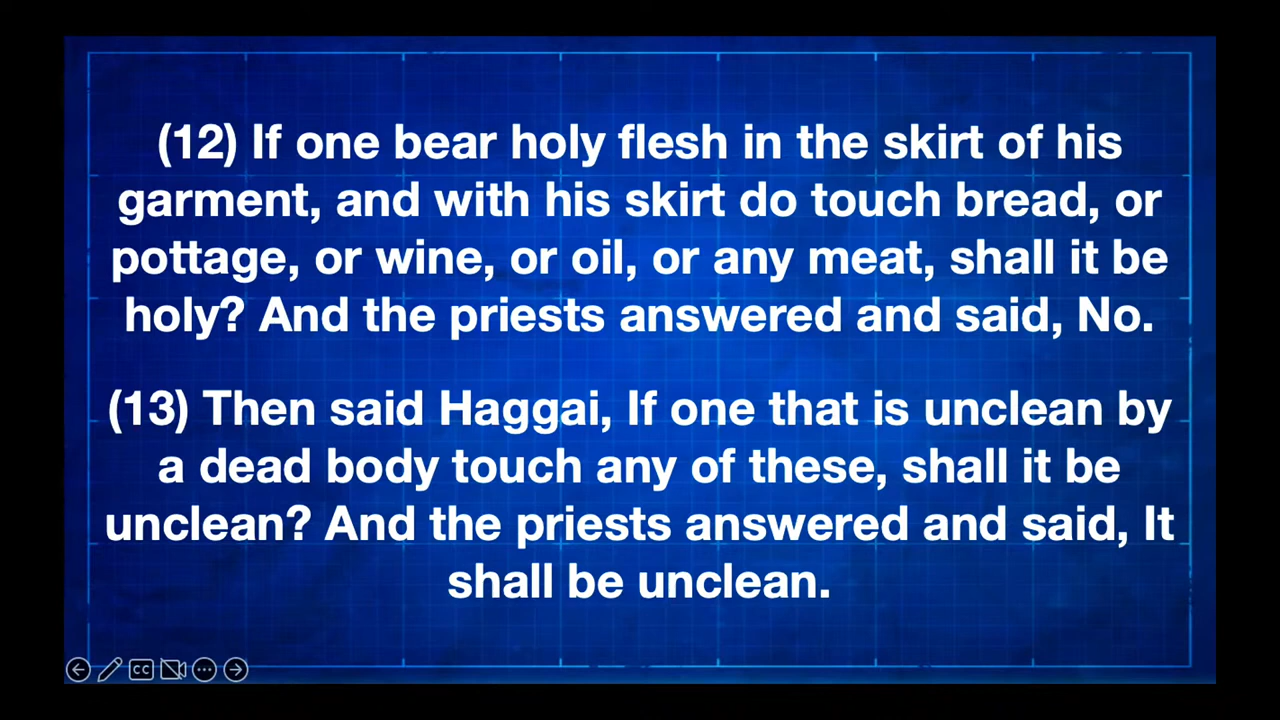 (12) If one bear holy flesh in the skirt of his
garment, and with his skirt do touch bread, or
pottage, or wine, or oil, or any meat, shall it be
holy? And the priests answered and said, No.
(13) Then said Haggai, If one that is unclean by
a dead body touch any of these, shall it be
unclean? And the priests answered and said, It
shall be unclean.
CC